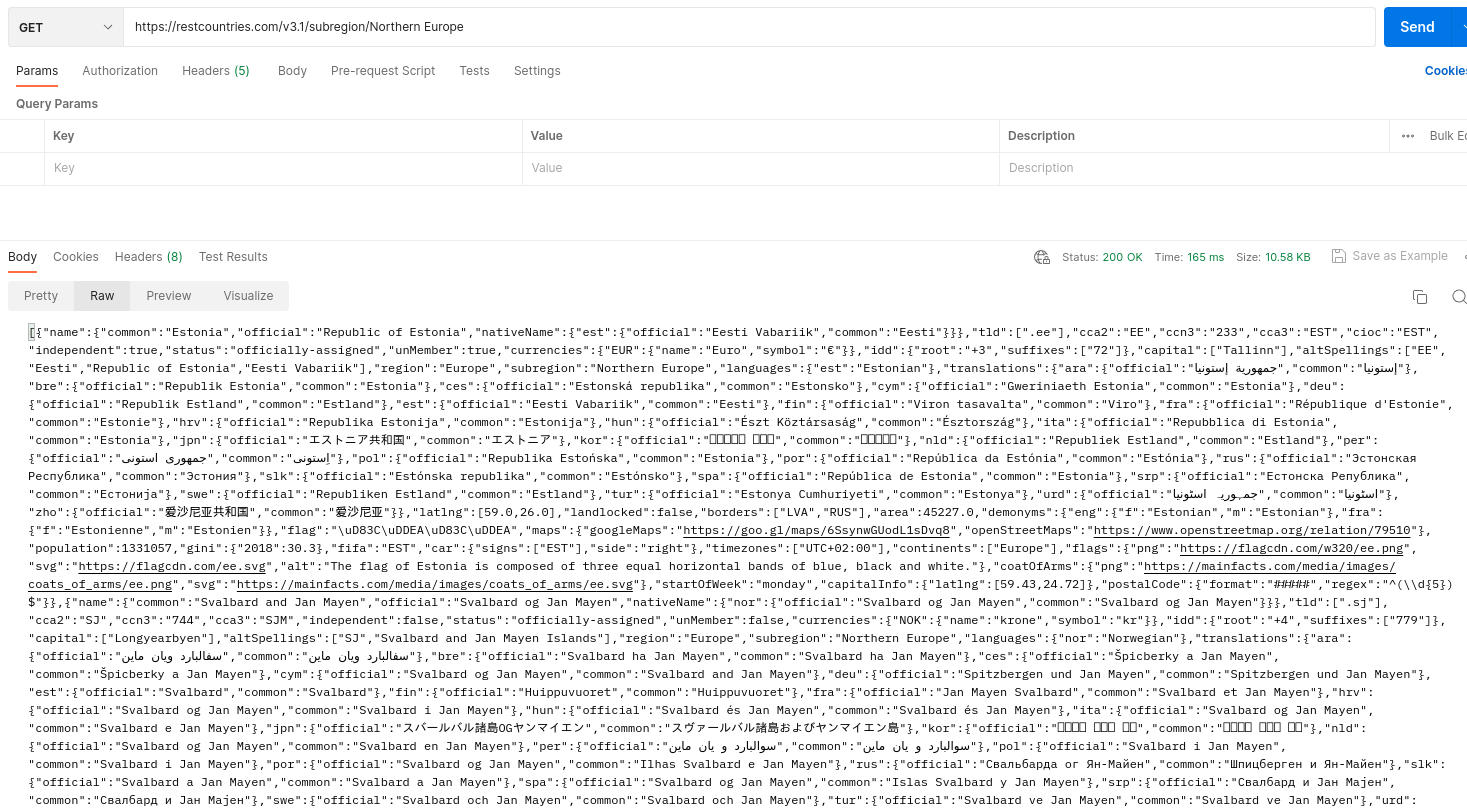 GET https://restcountries.com/v3.1/subregion/Northern Europe Send
Params Authorization Headers (5) Body Pre-request Script Tests Settings Cookies
Query Params
Key Value Description ••• Bulk Ed
Key Value Description
Body Cookies Headers (8) Test Results Status: 200 OK Time: 165 ms Size: 10.58 KB Save as Example
Pretty Raw Preview Visualize
[{"name":{"common":"Estonia","official":"Republic of Estonia","nativeName":{"est":{"official":"Eesti Vabariik","common":"Eesti"}}},"tld":[".ee"],"cca2":"EE","ccn3":"233","cca3":"EST","cioc":"EST",
"independent":true,"status":"officially-assigned","unMember":true,"currencies":{"EUR":{"name":"Euro","symbol":"€"}},"idd":{"root":"+3","suffixes":["72"]},"capital":["Tallinn"],"altSpellings":["EE",
"Eesti","Republic of Estonia","Eesti Vabariik"],"region":"Europe","subregion":"Northern Europe","languages":{"est":"Estonian"},"translations":{"ara":{"official":"جمهورية إستونيا","common":"إستونيا"},
"bre":{"official":"Republik Estonia","common":"Estonia"},"ces":{"official":"Estonská republika","common":"Estonsko"},"cym":{"official":"Gweriniaeth Estonia","common":"Estonia"},"deu":
{"official":"Republik Estland","common":"Estland"},"est":{"official":"Eesti Vabariik","common":"Eesti"},"fin":{"official":"Viron tasavalta","common":"Viro"},"fra":{"official":"République d'Estonie",
"common":"Estonie"},"hrv":{"official":"Republika Estonija","common":"Estonija"},"hun":{"official":"Észt Köztársaság","common":"Észtország"},"ita":{"official":"Repubblica di Estonia",
"common":"Estonia"},"jpn":{"official":"エストニア共和国","common":"エストニア"},"kor":{"official":"","common":""},"nld":{"official":"Republiek Estland","common":"Estland"},"per":
{"official":"جمهوری استونی","common":"اِستونی"},"pol":{"official":"Republika Estońska","common":"Estonia"},"por":{"official":"República da Estónia","common":"Estónia"},"rus":{"official":"Эстонская
Республика","common":"Эстония"},"slk":{"official":"Estónska republika","common":"Estónsko"},"spa":{"official":"República de Estonia","common":"Estonia"},"srp":{"official":"Естонска Република",
"common":"Естонија"},"swe":{"official":"Republiken Estland","common":"Estland"},"tur":{"official":"Estonya Cumhuriyeti","common":"Estonya"},"urd":{"official":"جمہوریہ اسٹونیا","common":"اسٹونیا"},
"zho":{"official":"爱沙尼亚共和国","common":"爱沙尼亚"}},"latlng":[59.0,26.0],"landlocked":false,"borders":["LVA","RUS"],"area":45227.0,"demonyms":{"eng":{"f":"Estonian","m":"Estonian"},"fra":
{"f":"Estonienne","m":"Estonien"}},"flag":"\uD83C\uDDEA\uD83C\uDDEA","maps":{"googleMaps":"https://goo.gl/maps/6SsynwGUodL1sDvq8","openStreetMaps":"https://www.openstreetmap.org/relation/79510"},
"population":1331057,"gini":{"2018":30.3},"fifa":"EST","car":{"signs":["EST"],"side":"right"},"timezones":["UTC+02:00"],"continents":["Europe"],"flags":{"png":"https://flagcdn.com/w320/ee.png",
"svg":"https://flagcdn.com/ee.svg","alt":"The flag of Estonia is composed of three equal horizontal bands of blue, black and white."},"coatOfArms":{"png":"https://mainfacts.com/media/images/
coats_of_arms/ee.png","svg":"https://mainfacts.com/media/images/coats_of_arms/ee.svg"},"startOfWeek":"monday","capitalInfo":{"latlng":[59.43,24.72]},"postalCode":{"format":"#####","regex":"^(\\d{5})
$"}},{"name":{"common":"Svalbard and Jan Mayen","official":"Svalbard og Jan Mayen","nativeName":{"nor":{"official":"Svalbard og Jan Mayen","common":"Svalbard og Jan Mayen"}}},"tld":[".sj"],
"cca2":"SJ","ccn3":"744","cca3":"SJM","independent":false,"status":"officially-assigned","unMember":false,"currencies":{"NOK":{"name":"krone","symbol":"kr"}},"idd":{"root":"+4","suffixes":["779"]},
"capital":["Longyearbyen"],"altSpellings":["SJ","Svalbard and Jan Mayen Islands"],"region":"Europe","subregion":"Northern Europe","languages":{"nor":"Norwegian"},"translations":{"ara":
{"official":"سفالبارد ويان ماين","common":"سفالبارد ويان ماين"},"bre":{"official":"Svalbard ha Jan Mayen","common":"Svalbard ha Jan Mayen"},"ces":{"official":"Špicberky a Jan Mayen",
"common":"Špicberky a Jan Mayen"},"cym":{"official":"Svalbard og Jan Mayen","common":"Svalbard and Jan Mayen"},"deu":{"official":"Spitzbergen und Jan Mayen","common":"Spitzbergen und Jan Mayen"},
"est":{"official":"Svalbard","common":"Svalbard"},"fin":{"official":"Huippuvuoret","common":"Huippuvuoret"},"fra":{"official":"Jan Mayen Svalbard","common":"Svalbard et Jan Mayen"},"hrv":
{"official":"Svalbard og Jan Mayen","common":"Svalbard i Jan Mayen"},"hun":{"official":"Svalbard és Jan Mayen","common":"Svalbard és Jan Mayen"},"ita":{"official":"Svalbard og Jan Mayen",
"common":"Svalbard e Jan Mayen"},"jpn":{"official":"スバールバル諸島OGヤンマイエン","common":"スヴァールバル諸島およびヤンマイエン島"},"kor":{"official":"","common":""},"nld":
{"official":"Svalbard og Jan Mayen","common":"Svalbard en Jan Mayen"},"per":{"official":"سوالبارد و یان ماین","common":"سوالبارد و یان ماین"},"pol":{"official":"Svalbard i Jan Mayen",
"common":"Svalbard i Jan Mayen"},"por":{"official":"Svalbard og Jan Mayen","common":"Ilhas Svalbard e Jan Mayen"},"rus":{"official":"Свальбарда ог Ян-Майен","common":"Шпицберген и Ян-Майен"},"slk":
{"official":"Svalbard a Jan Mayen","common":"Svalbard a Jan Mayen"},"spa":{"official":"Svalbard og Jan Mayen","common":"Islas Svalbard y Jan Mayen"},"srp":{"official":"Свалбард и Јан Мајен",
"common":"Свалбард и Јан Мајен"},"swe":{"official":"Svalbard och Jan Mayen","common":"Svalbard och Jan Mayen"},"tur":{"official":"Svalbard ve Jan Mayen","common":"Svalbard ve Jan Mayen"},"urd":